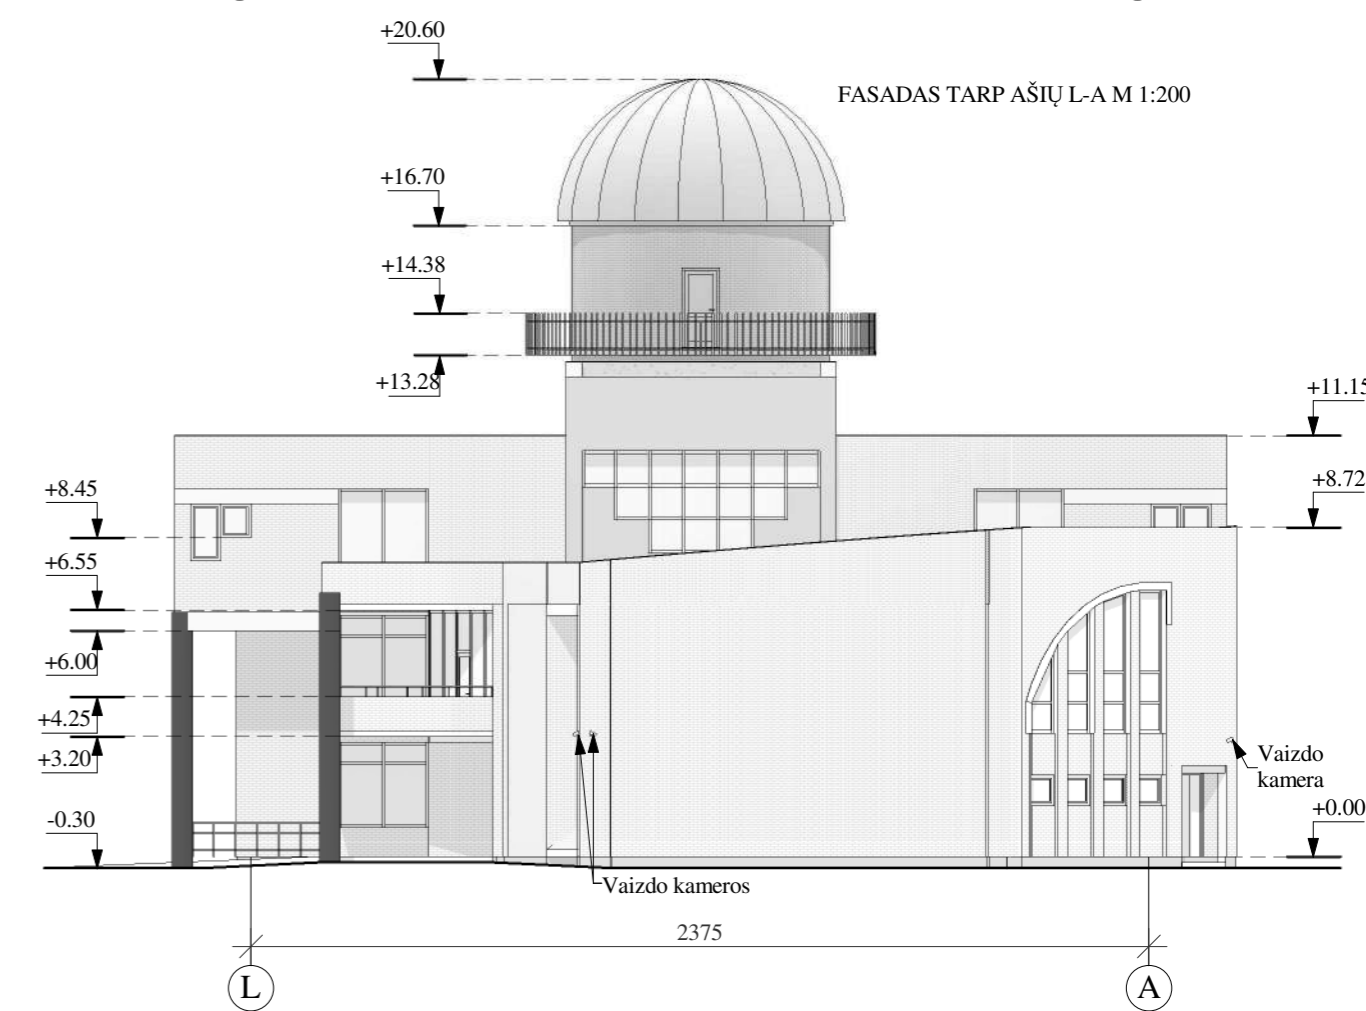 +20.60
FASADAS TARP AŠIŲ L-A M 1:200
+16.70
+14.38
+13.28
+11.15
+8.45
+8.72
+6.55
+6.00
+4.25
+3.20
Vaizdo
kamera
-0.30
+0.00
Vaizdo kameros
2375
L
A